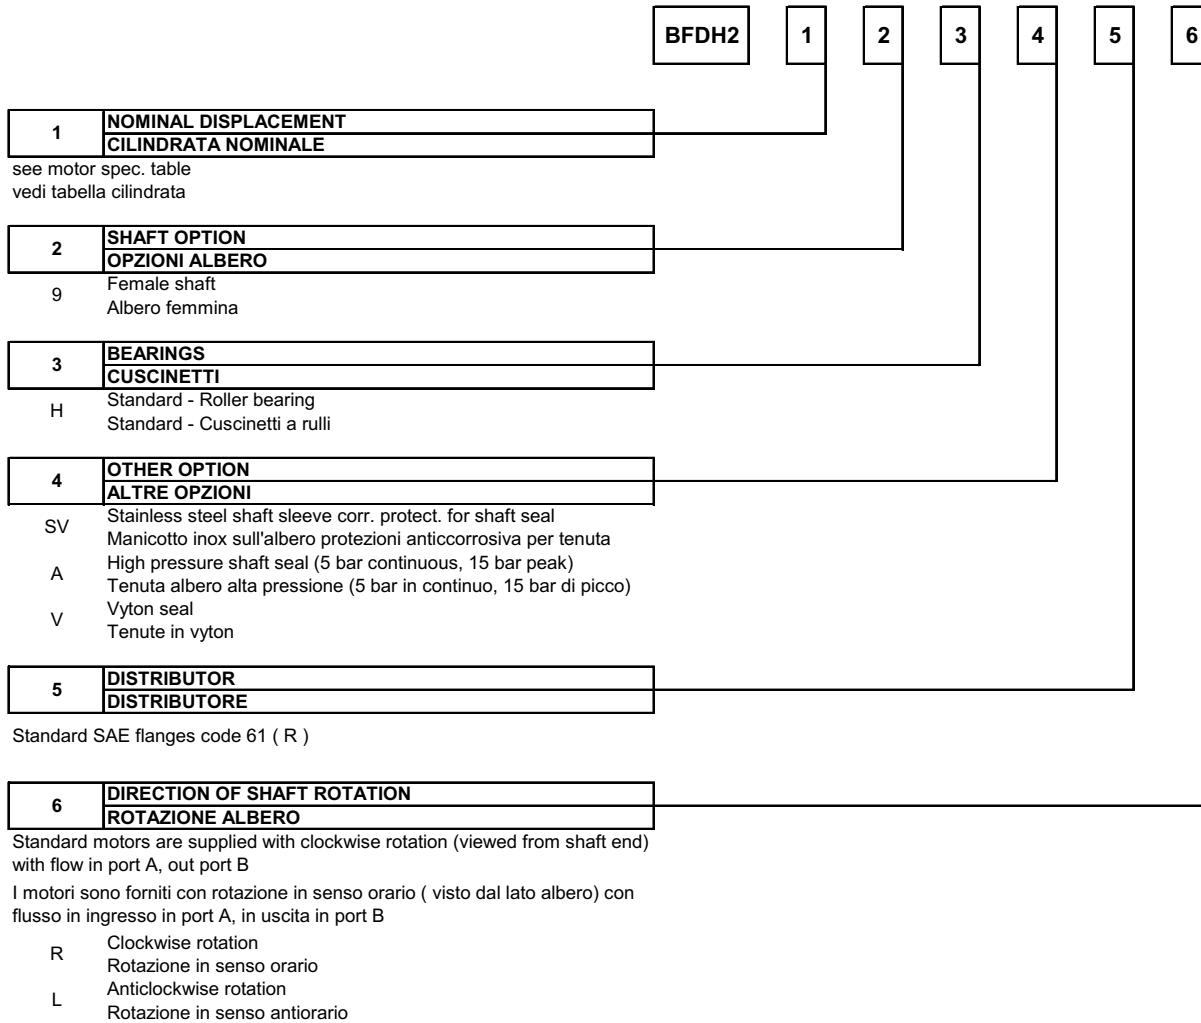 BFDH2 1 2 3 4 5 6
1 NOMINAL DISPLACEMENT
CILINDRATA NOMINALE
see motor spec. table
vedi tabella cilindrata
2 SHAFT OPTION
OPZIONI ALBERO
9 Female shaft
Albero femmina
3 BEARINGS
CUSCINETTI
H Standard - Roller bearing
Standard - Cuscinetti a rulli
4 OTHER OPTION
ALTRE OPZIONI
SV Stainless steel shaft sleeve corr. protect. for shaft seal
Manicotto inox sull'albero protezioni anticcorrosiva per tenuta
A High pressure shaft seal (5 bar continuous, 15 bar peak)
Tenuta albero alta pressione (5 bar in continuo, 15 bar di picco)
V Vyton seal
Tenute in vyton
5 DISTRIBUTOR
DISTRIBUTORE
Standard SAE flanges code 61 ( R )
6 DIRECTION OF SHAFT ROTATION
ROTAZIONE ALBERO
Standard motors are supplied with clockwise rotation (viewed from shaft end)
with flow in port A, out port B
I motori sono forniti con rotazione in senso orario ( visto dal lato albero) con
flusso in ingresso in port A, in uscita in port B
R Clockwise rotation
Rotazione in senso orario
L Anticlockwise rotation
Rotazione in senso antiorario